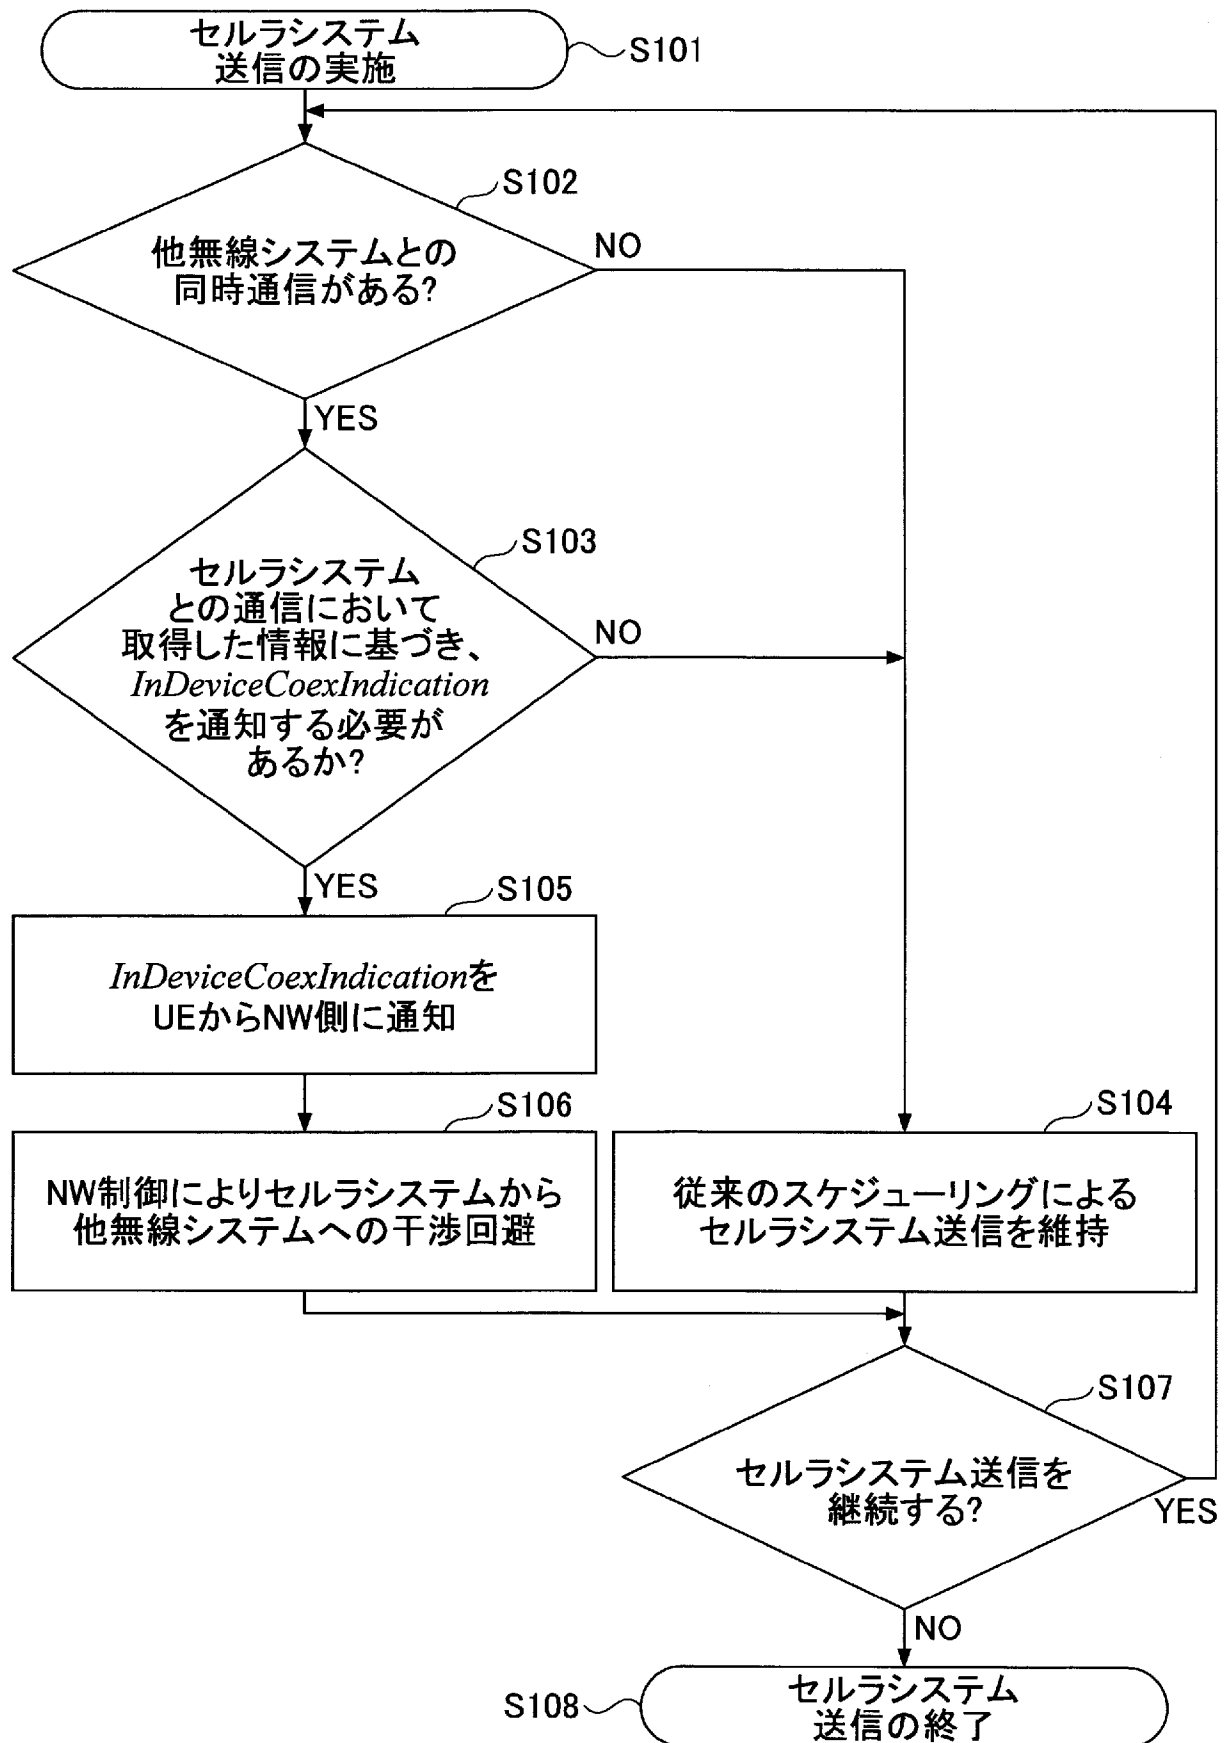 セルラシステム
送信の実施
S101
S102
他無線システムとの
同時通信がある?
NO
YES
S103
セルラシステム
との通信において
取得した情報に基づき、
InDeviceCoexIndication
を通知する必要が
あるか?
NO
YES
S105
InDeviceCoexIndicationを
UEからNW側に通知
S106
NW制御によりセルラシステムから
他無線システムへの干渉回避
S104
従来のスケジューリングによる
セルラシステム送信を維持
S107
セルラシステム送信を
継続する?
YES
NO
S108
セルラシステム
送信の終了